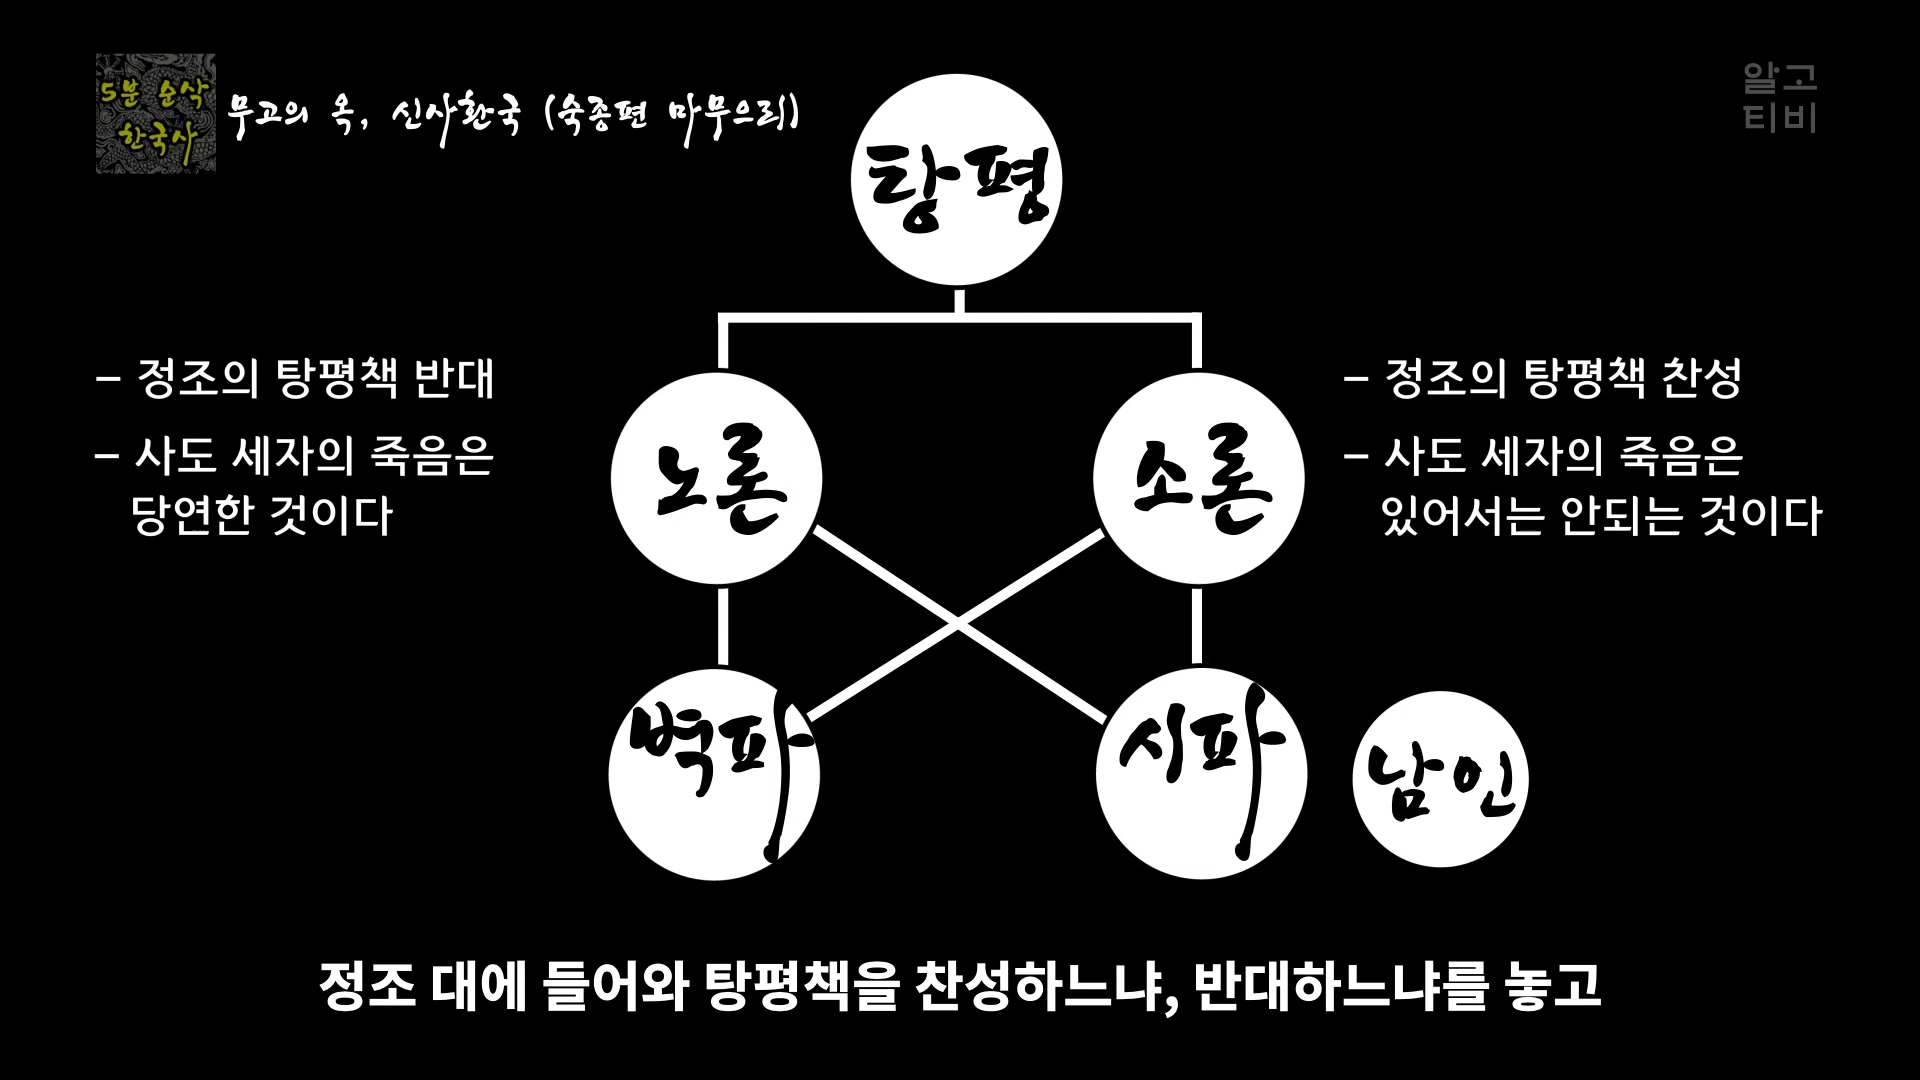 5분 순삭
한국사
무고의 옥, 신사환국 (숙종편 마무으리)
알고
티비
탕평
- 정조의 탕평책 반대
- 사도 세자의 죽음은
당연한 것이다
노론
소론
- 정조의 탕평책 찬성
- 사도 세자의 죽음은
있어서는 안되는 것이다
벽파
시파
남인
정조 대에 들어와 탕평책을 찬성하느냐, 반대하느냐를 놓고